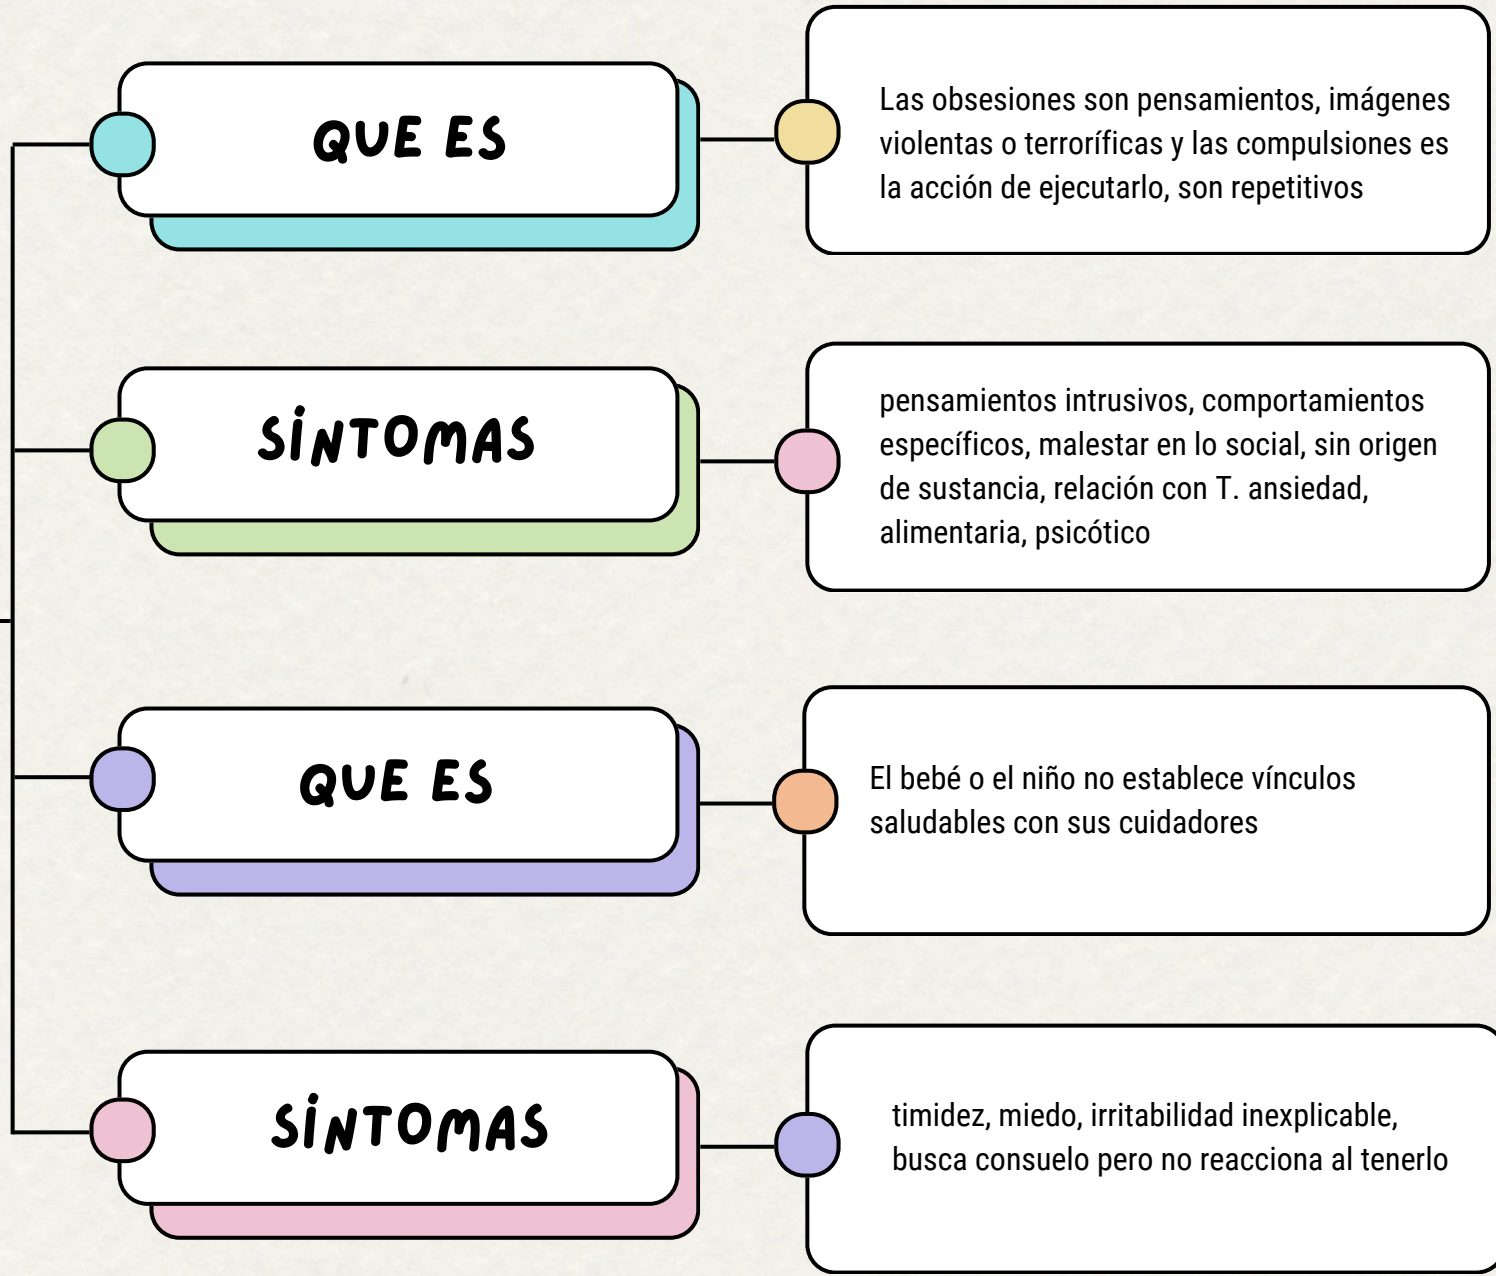 QUE ES
Las obsesiones son pensamientos, imágenes
violentas o terroríficas y las compulsiones es
la acción de ejecutarlo, son repetitivos
SÍNTOMAS
pensamientos intrusivos, comportamientos
específicos, malestar en lo social, sin origen
de sustancia, relación con T. ansiedad,
alimentaria, psicótico
QUE ES
El bebé o el niño no establece vínculos
saludables con sus cuidadores
SÍNTOMAS
timidez, miedo, irritabilidad inexplicable,
busca consuelo pero no reacciona al tenerlo